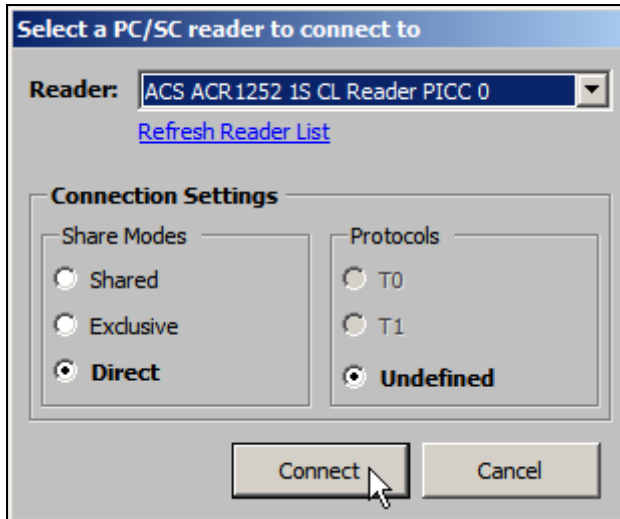 Select a PC/SC reader to connect to
Reader: ACS ACR1252 1S CL Reader PICC 0
Refresh Reader List
Connection Settings
Share Modes
Shared
Exclusive
Direct
Protocols
T0
T1
Undefined
Connect Cancel